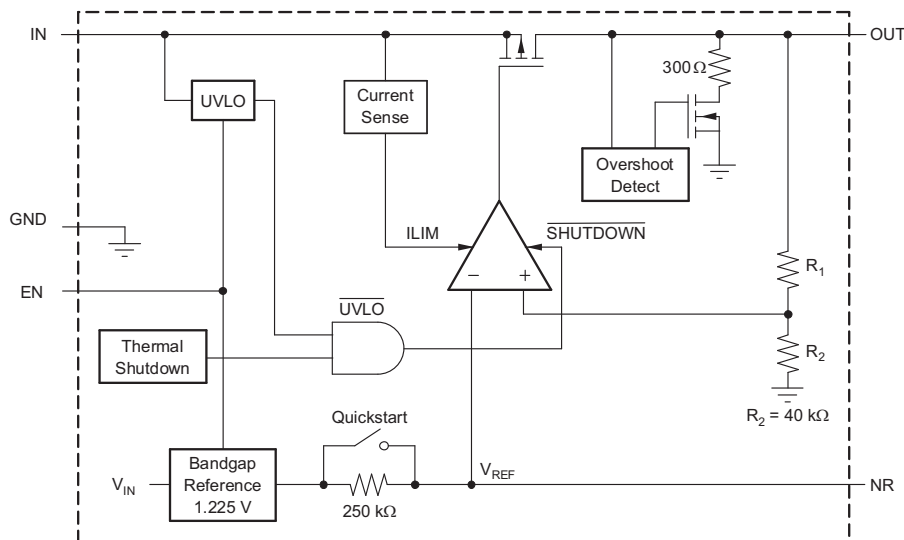 IN
OUT
300Ω
UVLO
Current
Sense
Overshoot
Detect
GND
ILIM
SHUTDOWN
− +
R1
EN
UVLO
Thermal
Shutdown
R2
R2 = 40 kΩ
Quickstart
VIN
Bandgap
Reference
1.225 V
VREF
NR
250 kΩ